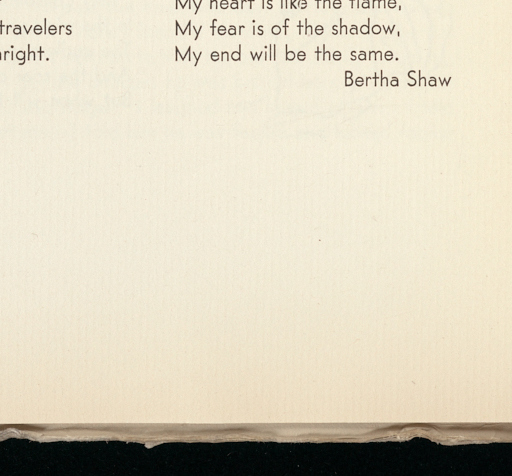 travelers
right.
My heart is like the flame,
My fear is of the shadow,
My end will be the same.
Bertha Shaw